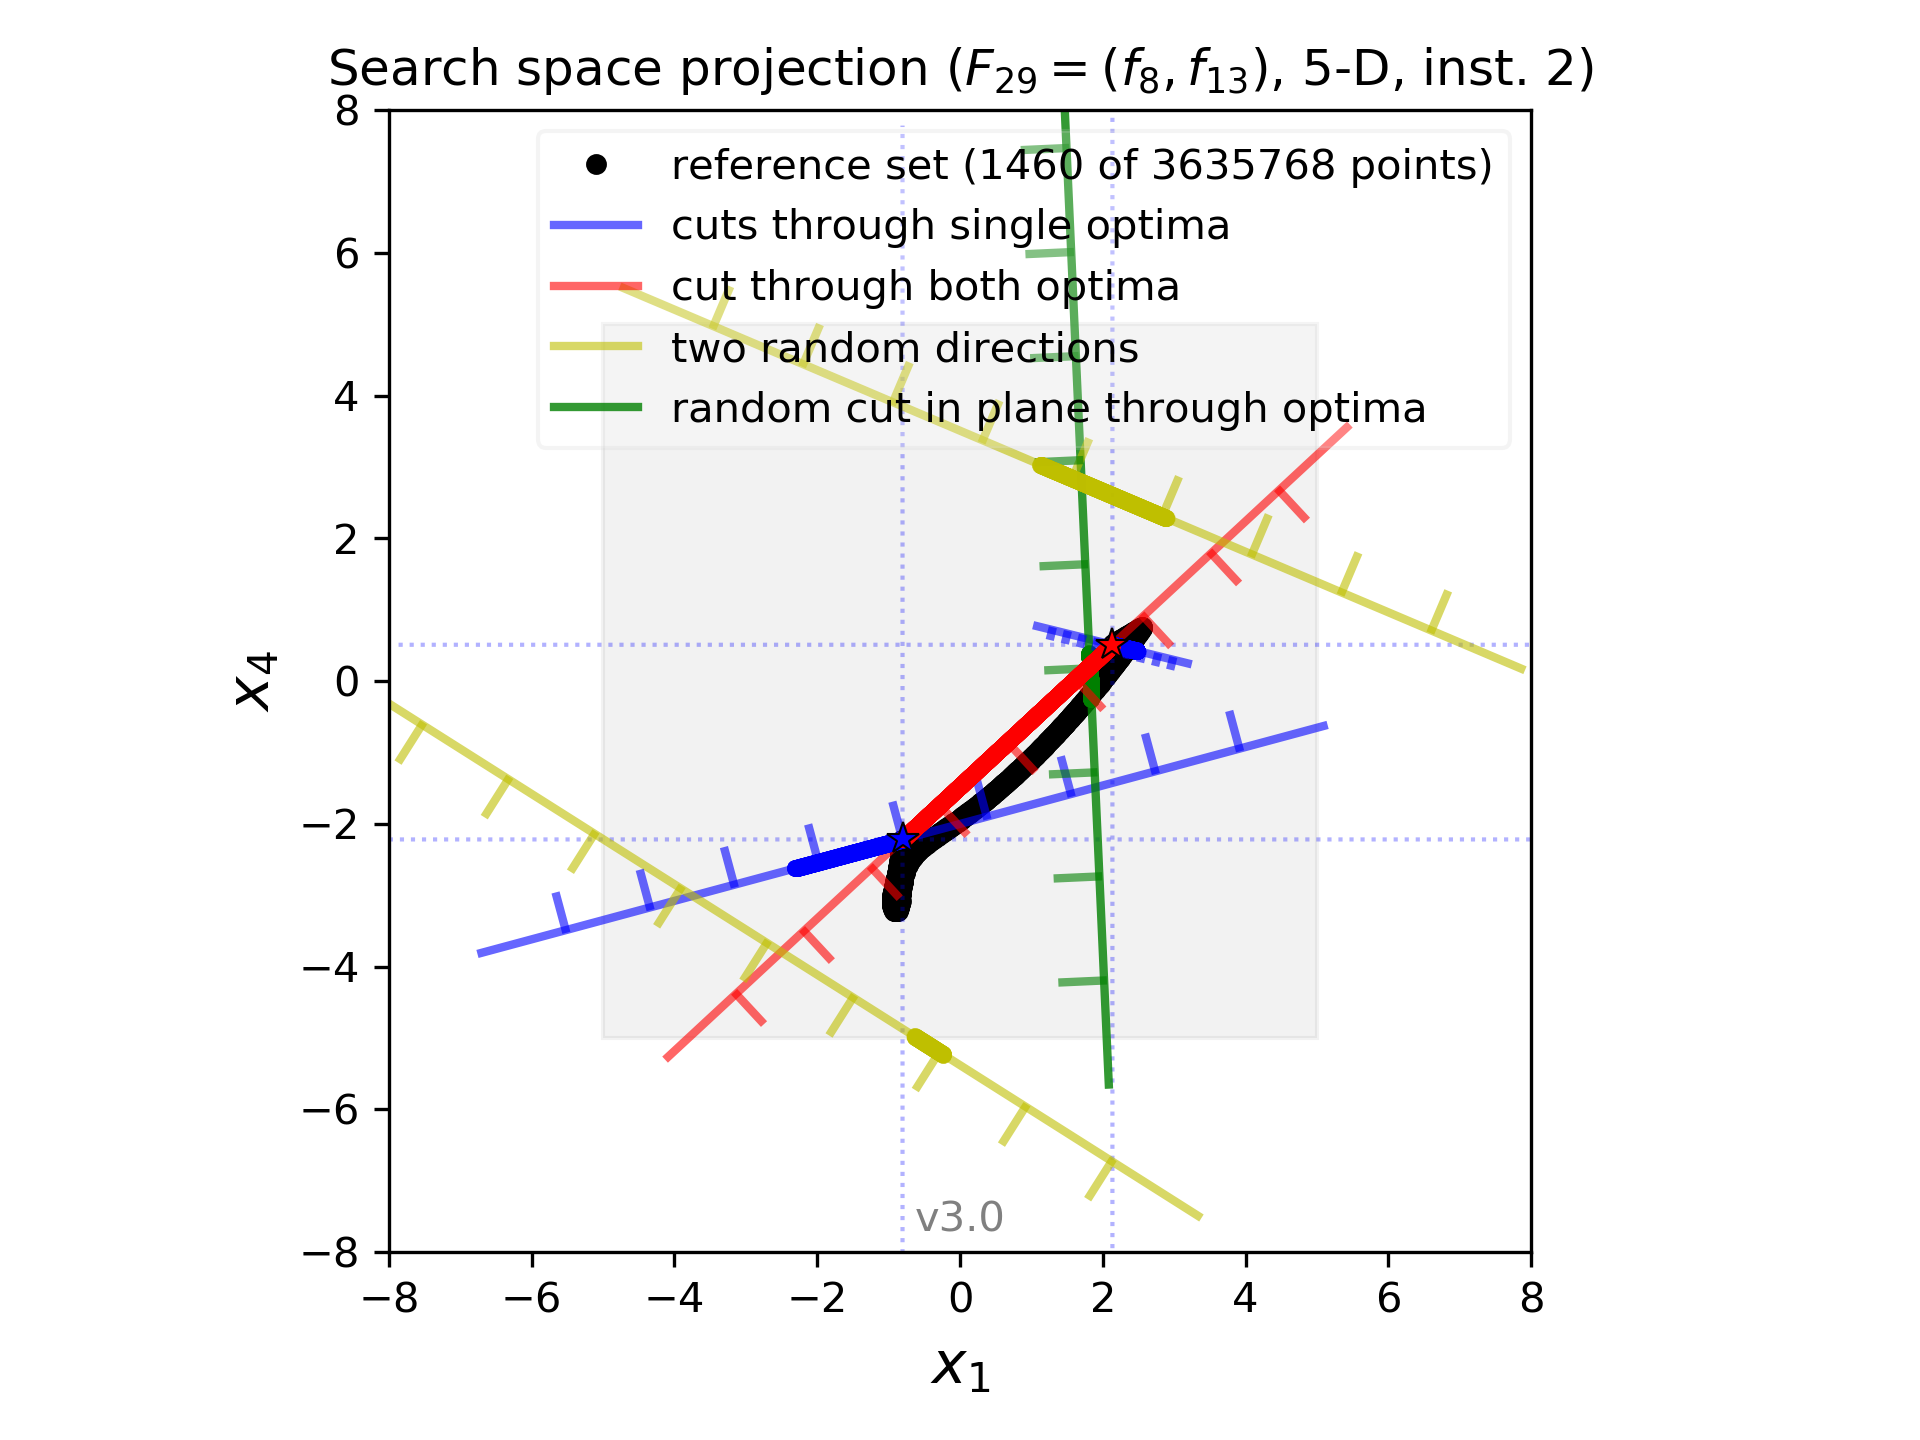 Search space projection (F₂₉ = (f₈, f₁₃), 5-D, inst. 2)
reference set (1460 of 3635768 points)
cuts through single optima
cut through both optima
two random directions
random cut in plane through optima
8
6
4
2
0
−2
−4
−6
−8
x₄
v3.0
−8 −6 −4 −2 0 2 4 6 8
x₁